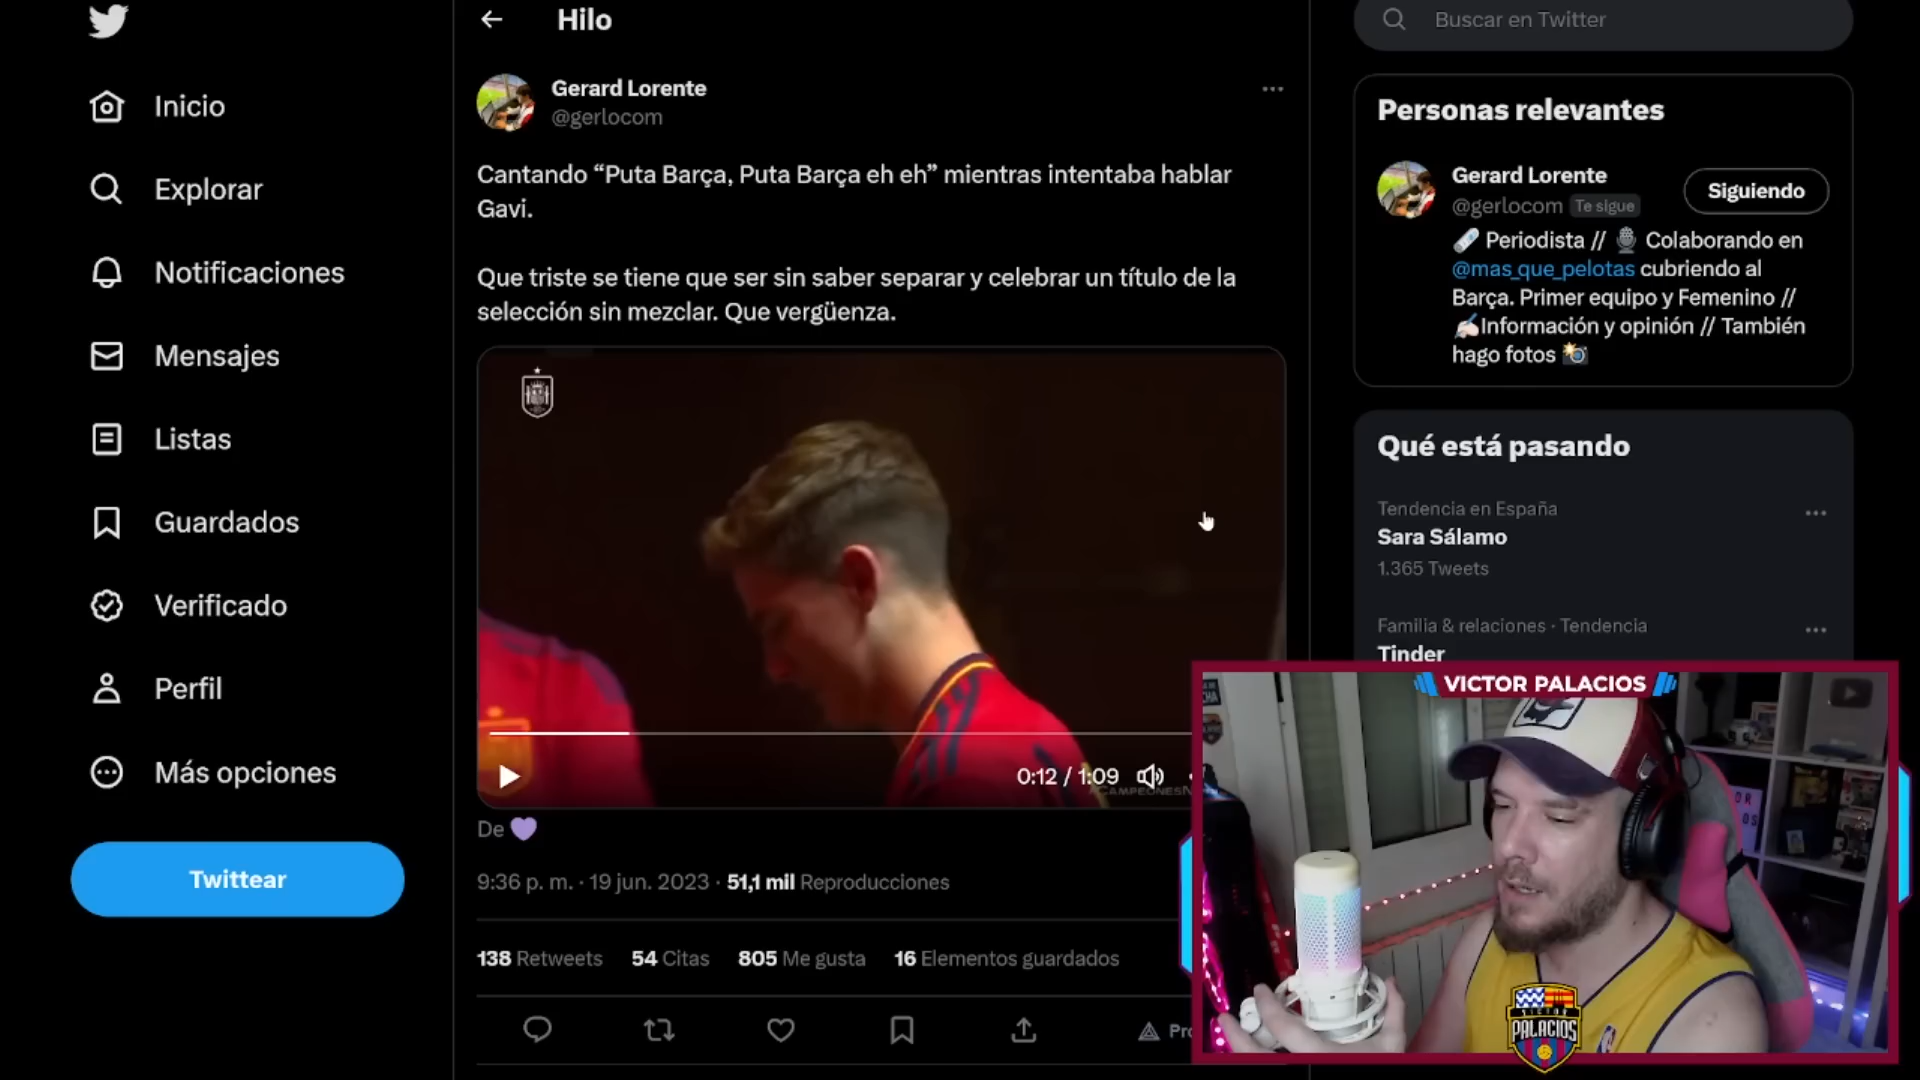 Inicio
Explorar
Notificaciones
Mensajes
Listas
Guardados
Verificado
Perfil
Más opciones
Twittear
Hilo
Gerard Lorente
@gerlocom
Cantando “Puta Barça, Puta Barça eh eh” mientras intentaba hablar
Gavi.
Que triste se tiene que ser sin saber separar y celebrar un título de la
selección sin mezclar. Que vergüenza.
0:12 / 1:09
De 💜
9:36 p. m. · 19 jun. 2023 · 51,1 mil Reproducciones
138 Retweets 54 Citas 805 Me gusta 16 Elementos guardados
Buscar en Twitter
Personas relevantes
Gerard Lorente
@gerlocom Te sigue
Siguiendo
🗞️ Periodista // 🎙️ Colaborando en
@mas_que_pelotas cubriendo al
Barça. Primer equipo y Femenino //
✍🏻Información y opinión // También
hago fotos 📸
Qué está pasando
Tendencia en España
Sara Sálamo
1.365 Tweets
Familia & relaciones · Tendencia
Tinder
VICTOR PALACIOS
VICTOR
PALACIOS